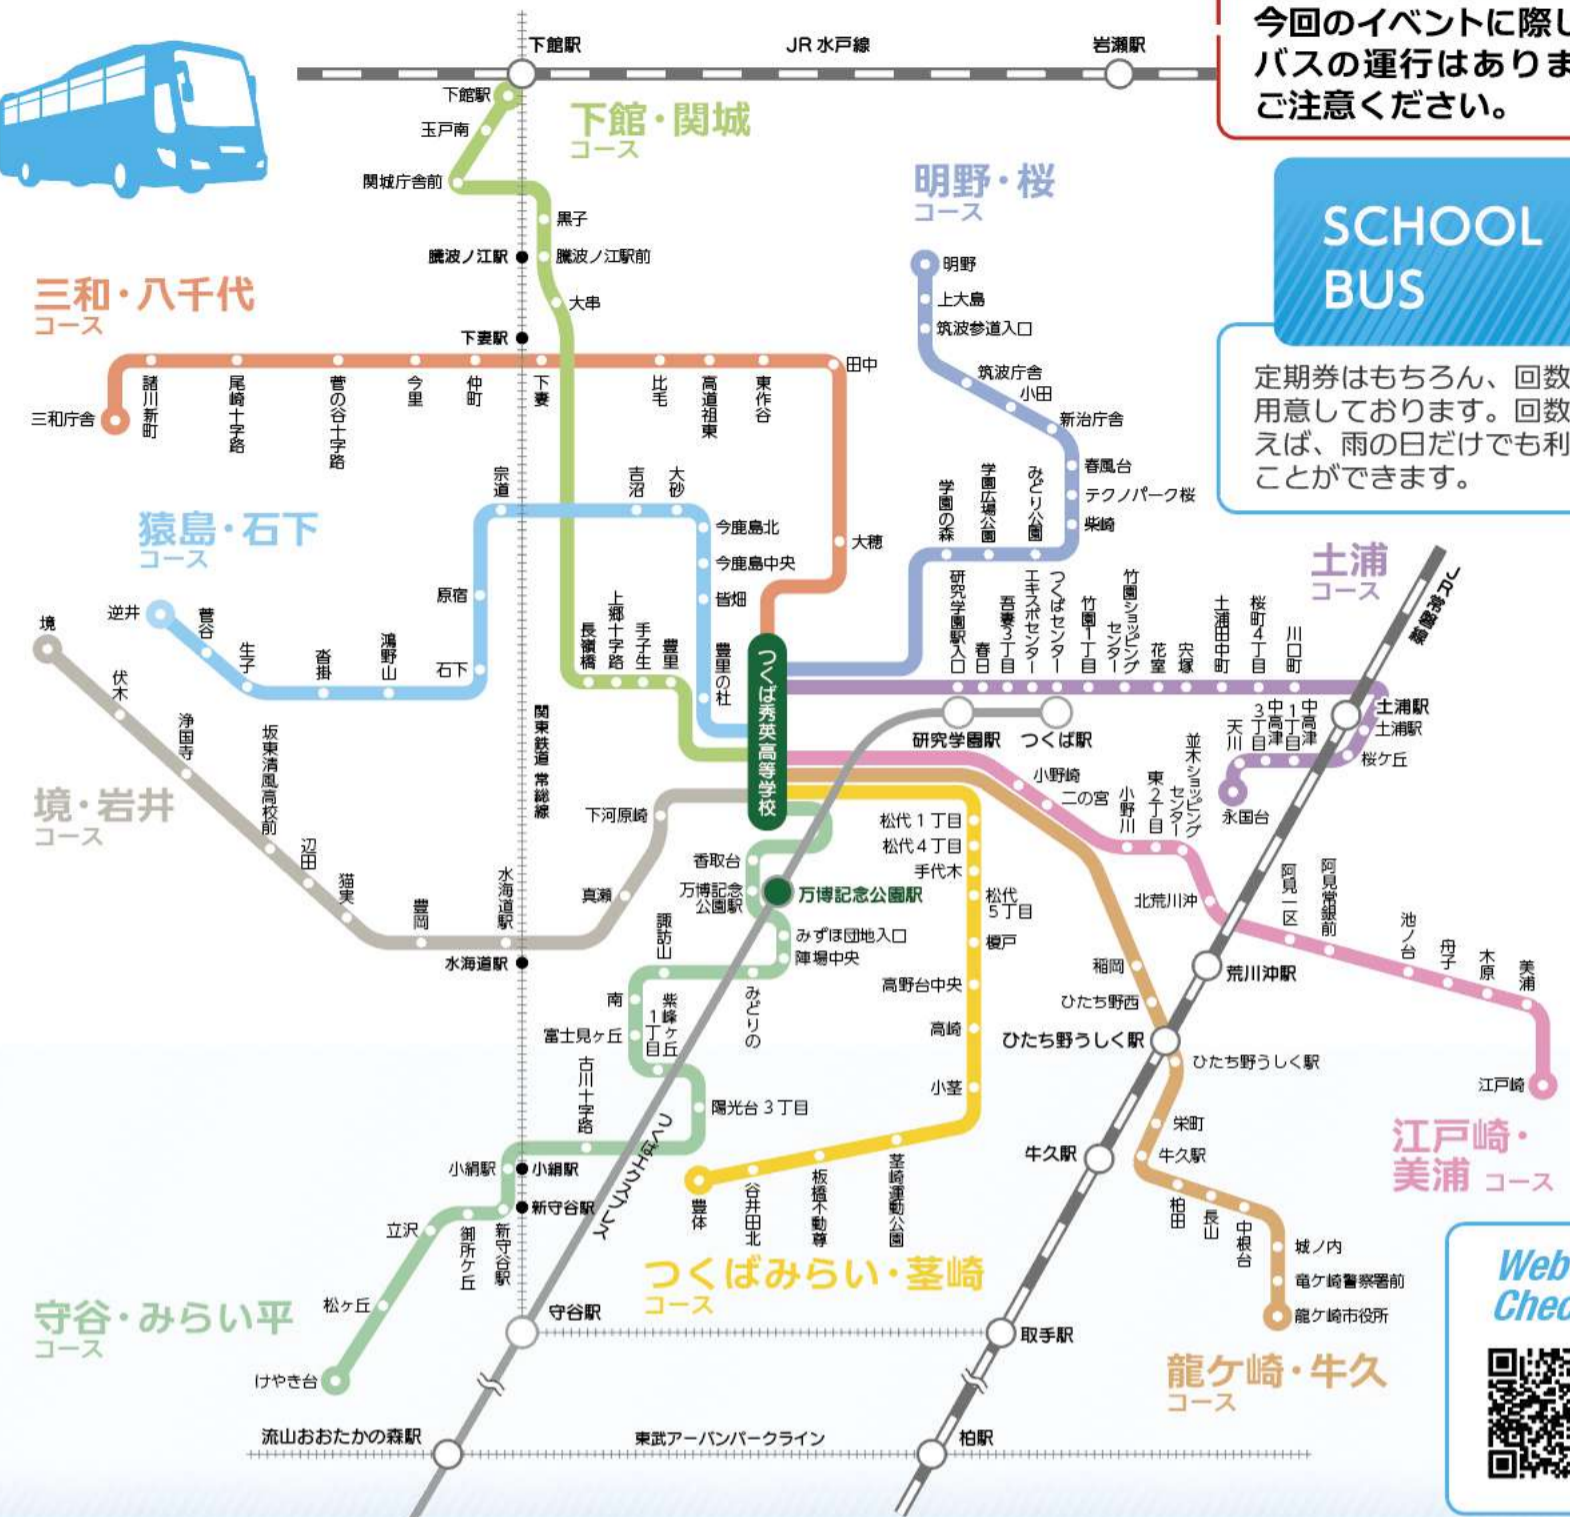 今回のイベントに際し
バスの運行はありま
ご注意ください。
SCHOOL
BUS
定期券はもちろん、回数
用意しております。回数
えば、雨の日だけでも利
ことができます。
下館駅
JR 水戸線
岩瀬駅
下館・関城
コース
下館駅
玉戸南
関城庁舎前
黒子
騰波ノ江駅
騰波ノ江駅前
大串
下妻駅
三和・八千代
コース
三和庁舎
諸川新町
尾崎十字路
菅の谷十字路
今里
仲町
下妻
比毛
高道祖東
東作谷
田中
大穂
明野・桜
コース
明野
上大島
筑波参道入口
筑波庁舎
小田
新治庁舎
春風台
テクノパーク桜
柴崎
みどり公園
学園広場公園
学園の森
猿島・石下
コース
逆井
菅谷
生子
沓掛
鴻野山
石下
原宿
宗道
吉沼
大砂
今鹿島北
今鹿島中央
皆畑
豊里の杜
長嶺橋
上郷十字路
手子生
豊里
つくば秀英高等学校
土浦
コース
JR常磐線
研究学園駅入口
春日
吾妻3丁目
エキスポセンター
つくばセンター
竹園1丁目
竹園ショッピング
センター
花室
宍塚
土浦田中町
桜町4丁目
川口町
土浦駅
土浦駅
桜ケ丘
中高津
1丁目
中高津
3丁目
天川
永国台
研究学園駅
つくば駅
境・岩井
コース
境
伏木
浄国寺
坂東清風高校前
辺田
猫実
豊岡
水海道駅
水海道駅
真瀬
下河原崎
関東鉄道 常総線
江戸崎・
美浦 コース
小野崎
二の宮
小野川
東2丁目
並木ショッピング
センター
北荒川沖
荒川沖駅
阿見一区
阿見常銀前
池ノ台
舟子
木原
美浦
江戸崎
龍ケ崎・牛久
コース
稲岡
ひたち野西
ひたち野うしく駅
ひたち野うしく駅
栄町
牛久駅
牛久駅
柏田
長山
中根台
城ノ内
竜ケ崎警察署前
龍ケ崎市役所
つくばみらい・茎崎
コース
松代1丁目
松代4丁目
手代木
松代
5丁目
榎戸
高野台中央
高崎
小茎
茎崎運動公園
板橋不動尊
谷井田北
豊体
守谷・みらい平
コース
香取台
万博記念
公園駅
万博記念公園駅
みずほ団地入口
陣場中央
みどりの
諏訪山
南
富士見ヶ丘
紫峰ヶ丘
1丁目
陽光台3丁目
古川十字路
小絹駅
小絹駅
新守谷駅
新守谷駅
御所ケ丘
立沢
松ヶ丘
けやき台
つくばエクスプレス
守谷駅
取手駅
流山おおたかの森駅
東武アーバンパークライン
柏駅
Web
Chec